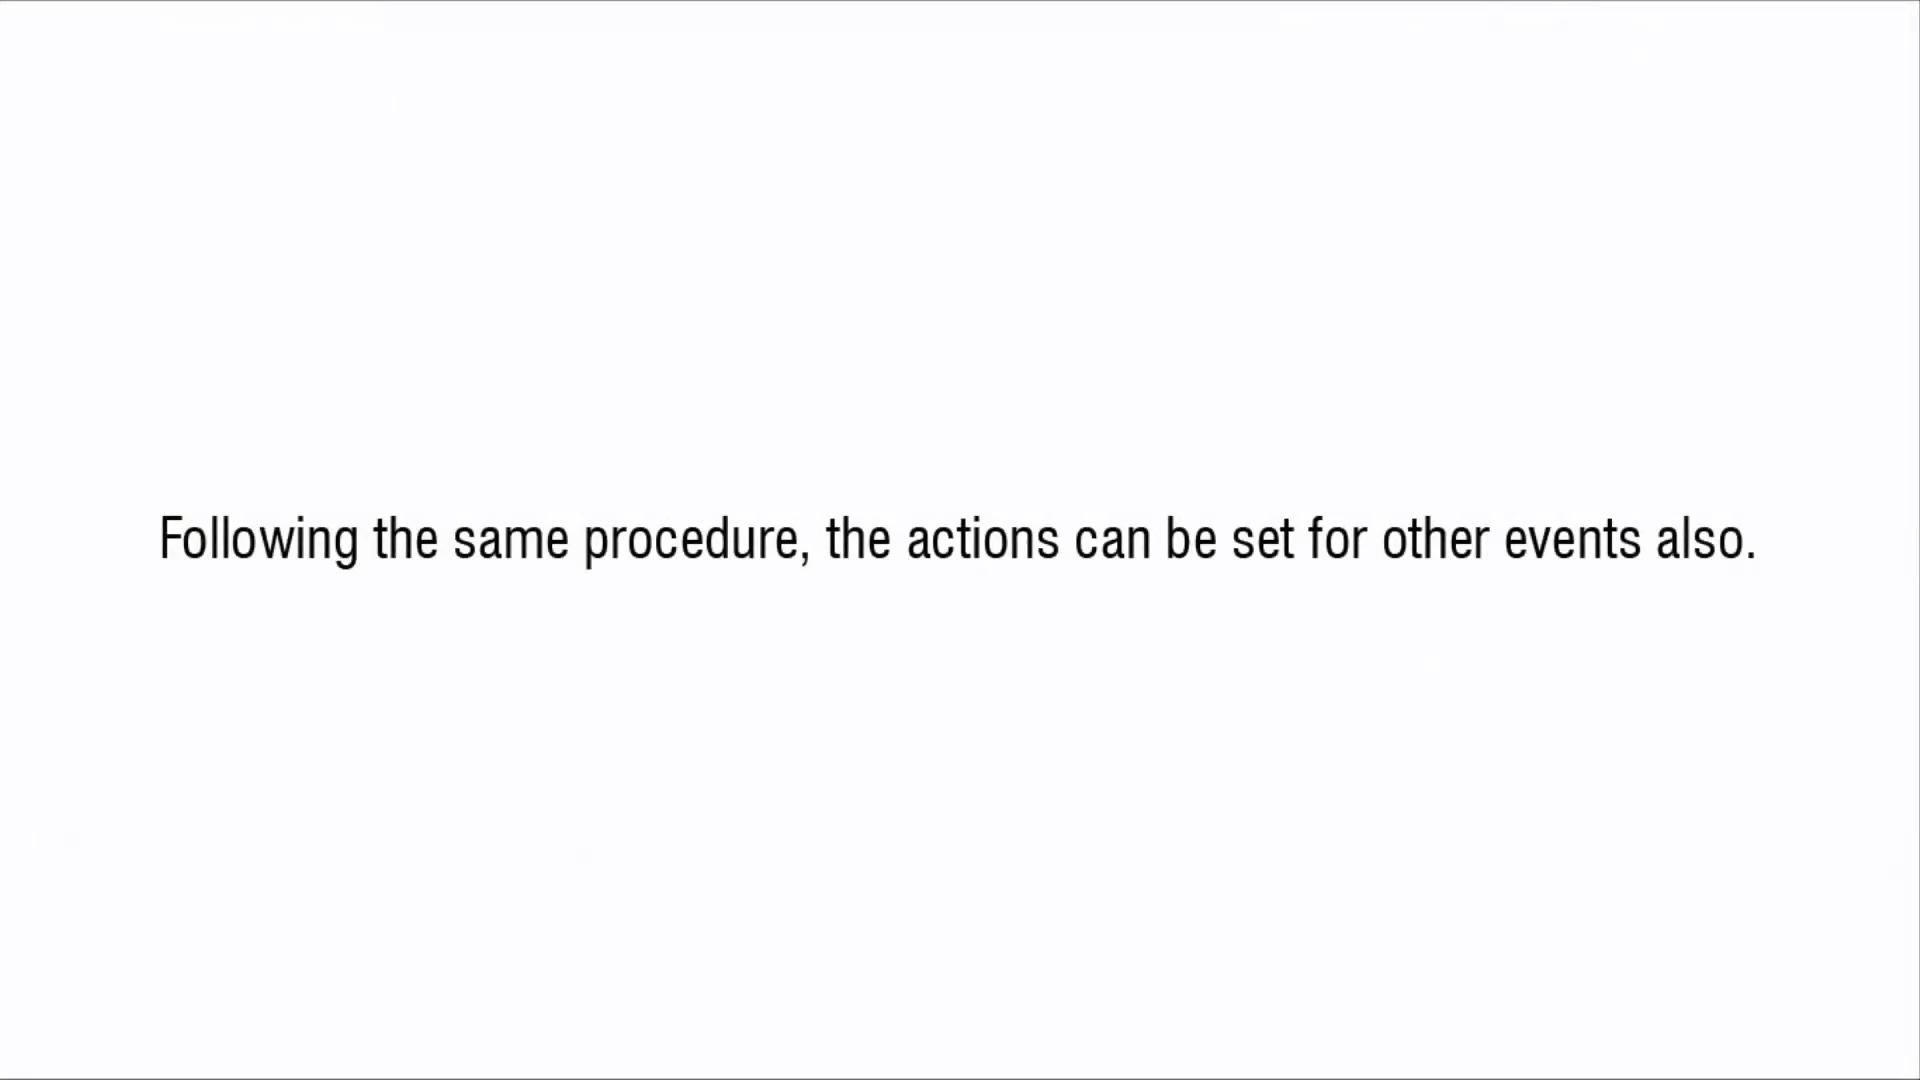 Following the same procedure, the actions can be set for other events also.